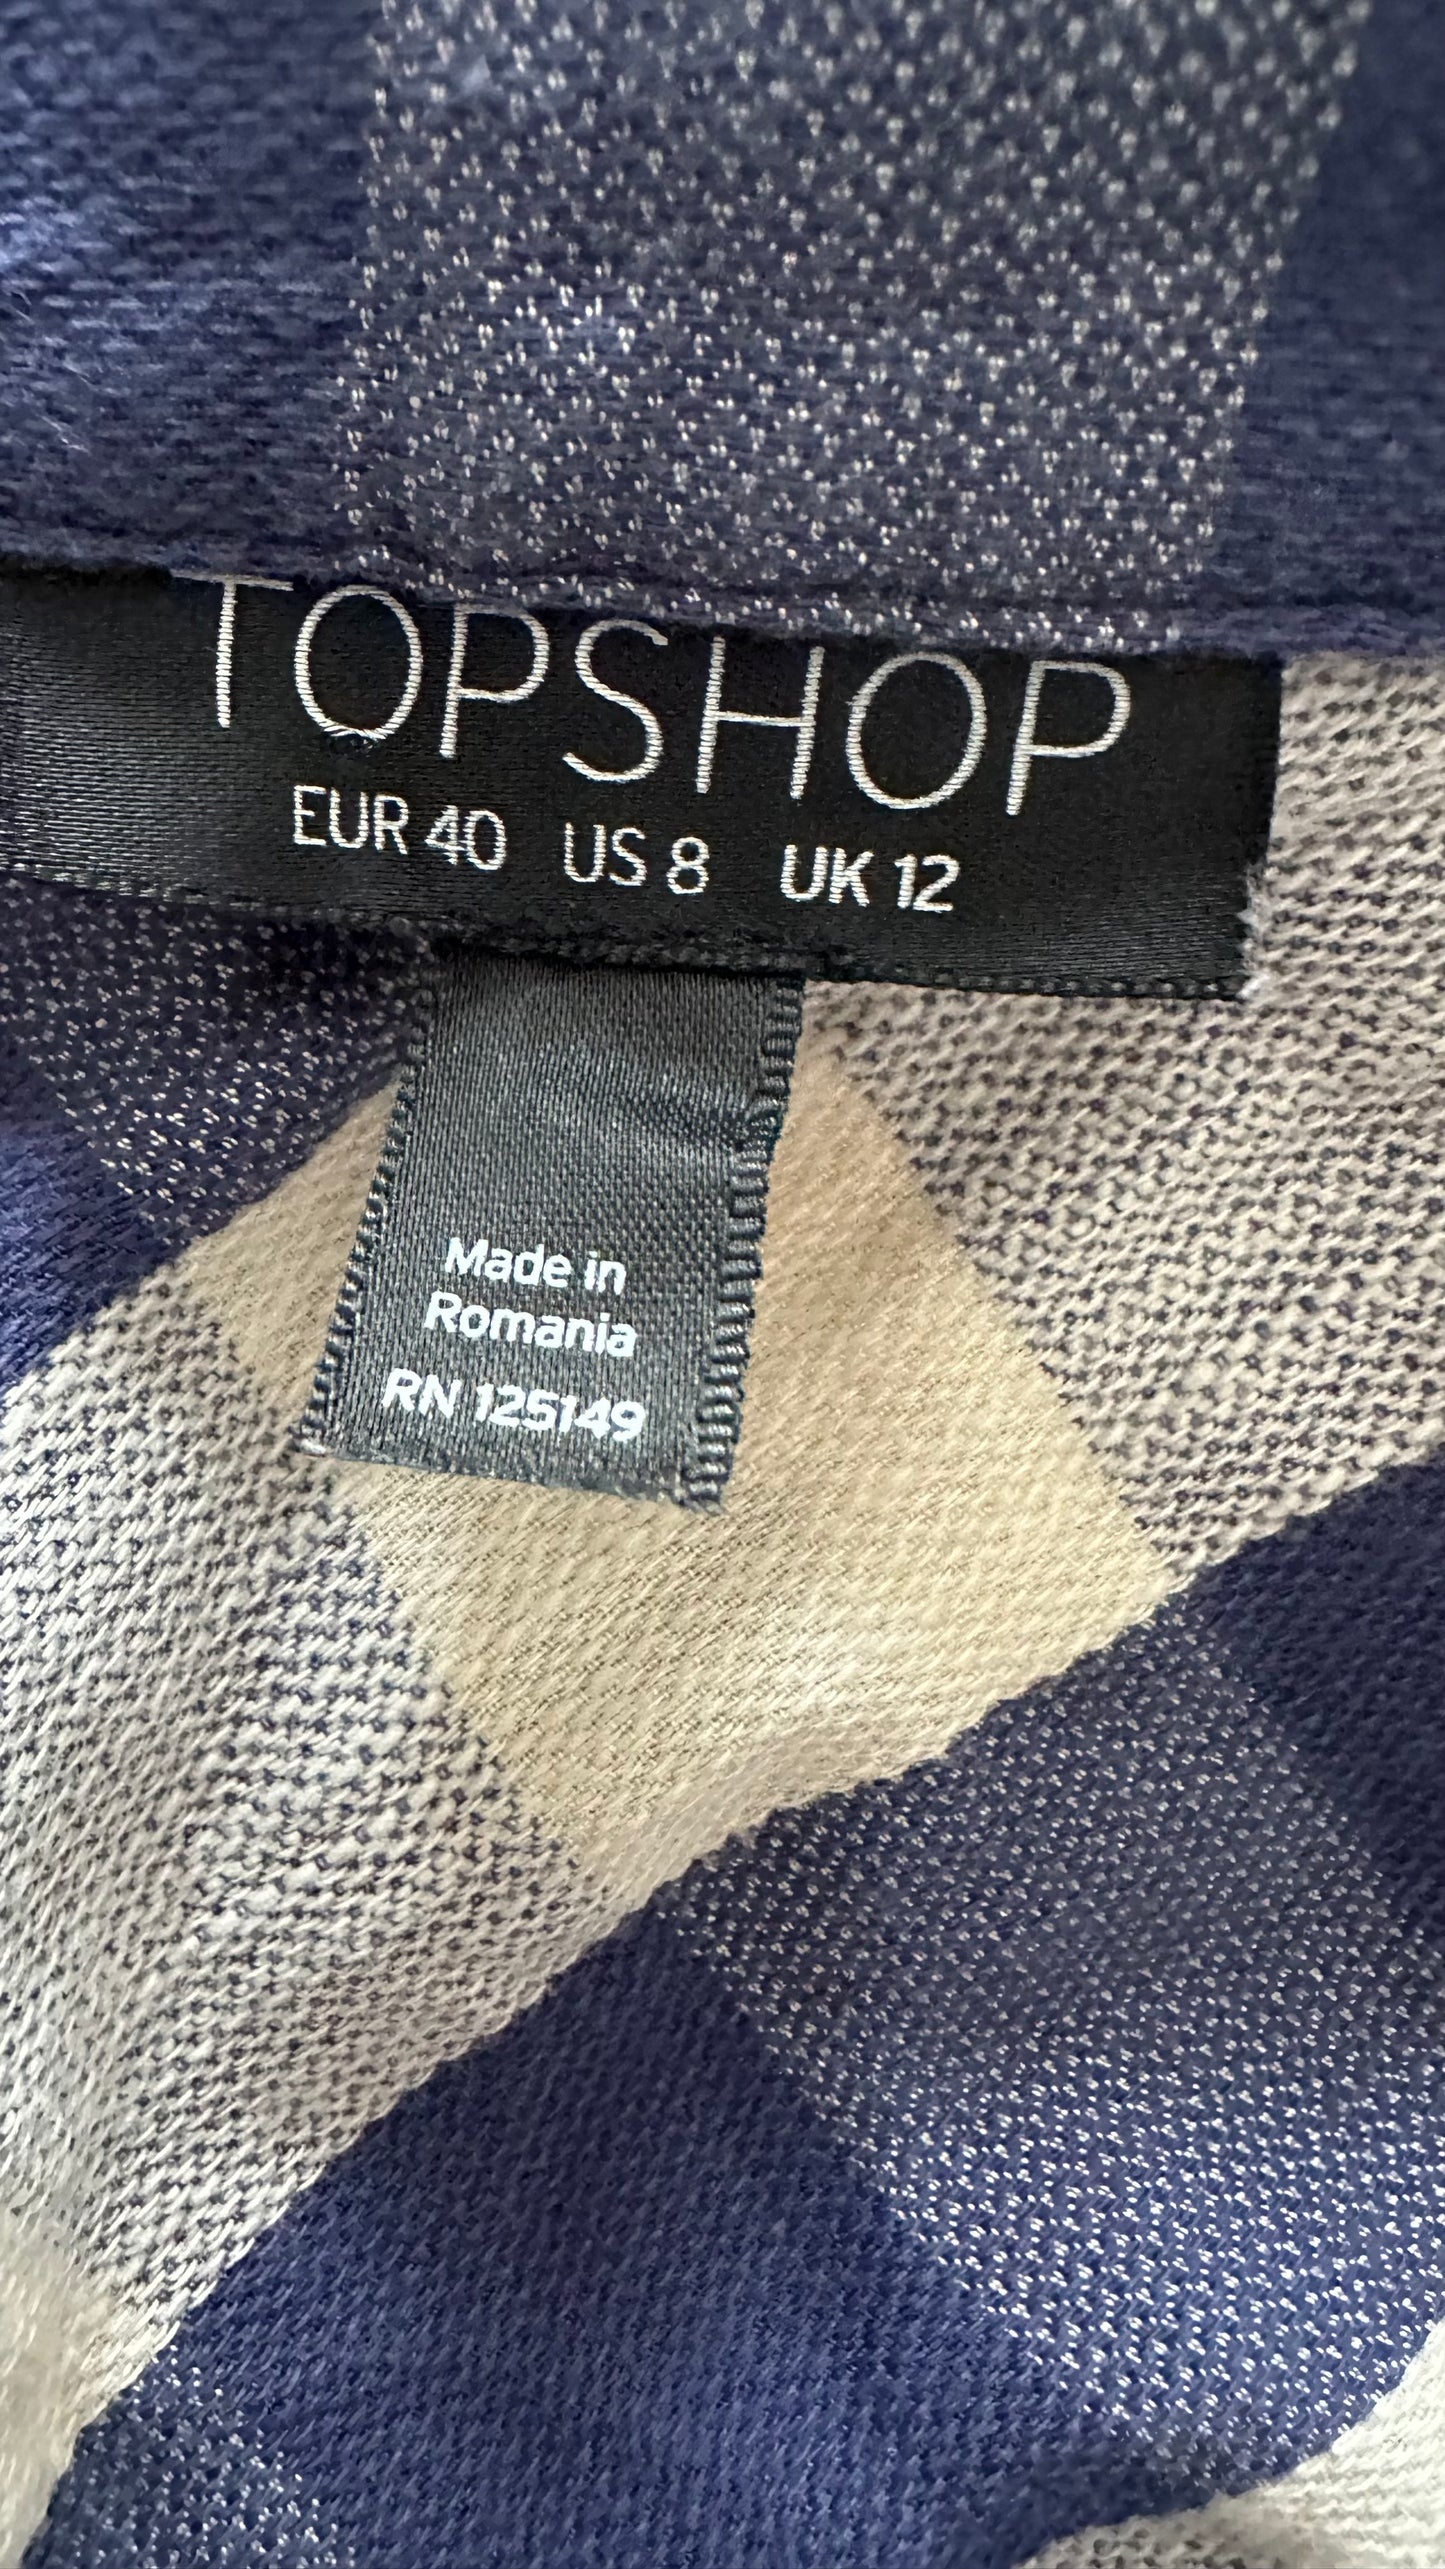 TOPSHOP
EUR 40 US 8 UK 12
Made in
Romania
RN 125149